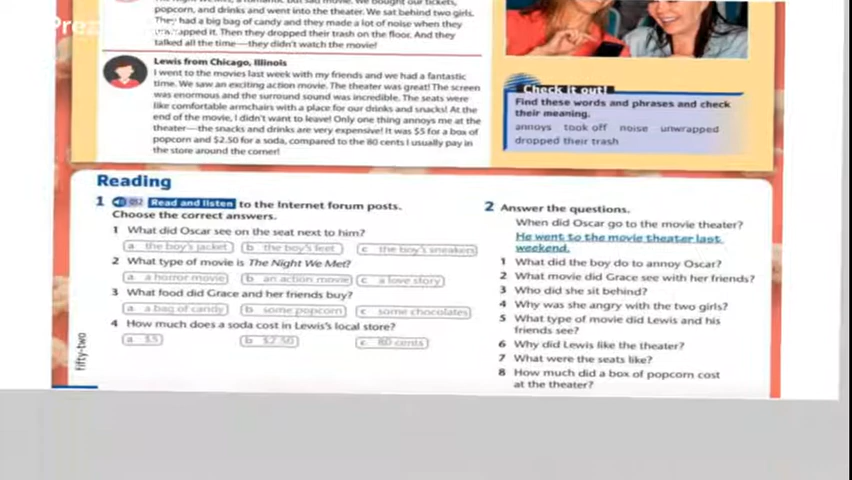 The Night We Met?, a romantic but sad movie. We bought our tickets,
popcorn, and drinks and went into the theater. We sat behind two girls.
They had a big bag of candy and they made a lot of noise when they
unwrapped it. Then they dropped their trash on the floor. And they
talked all the time—they didn't watch the movie!
Lewis from Chicago, Illinois
I went to the movies last week with my friends and we had a fantastic
time. We saw an exciting action movie. The theater was great! The screen
was enormous and the surround sound was incredible. The seats were
like comfortable armchairs with a place for our drinks and snacks! At the
end of the movie, I didn't want to leave! Only one thing annoys me at the
theater—the snacks and drinks are very expensive! It was $5 for a box of
popcorn and $2.50 for a soda, compared to the 80 cents I usually pay in
the store around the corner!
Check it out!
Find these words and phrases and check
their meaning.
annoys took off noise unwrapped
dropped their trash
Reading
1 Read and listen to the Internet forum posts.
Choose the correct answers.
1 What did Oscar see on the seat next to him?
a the boy's jacket b the boy's feet c the boy's sneakers
2 What type of movie is The Night We Met?
a a horror movie b an action movie c a love story
3 What food did Grace and her friends buy?
a a bag of candy b some popcorn c some chocolates
4 How much does a soda cost in Lewis's local store?
a $5 b $2.50 c 80 cents
fifty-two
2 Answer the questions.
When did Oscar go to the movie theater?
He went to the movie theater last
weekend.
1 What did the boy do to annoy Oscar?
2 What movie did Grace see with her friends?
3 Who did she sit behind?
4 Why was she angry with the two girls?
5 What type of movie did Lewis and his
friends see?
6 Why did Lewis like the theater?
7 What were the seats like?
8 How much did a box of popcorn cost
at the theater?